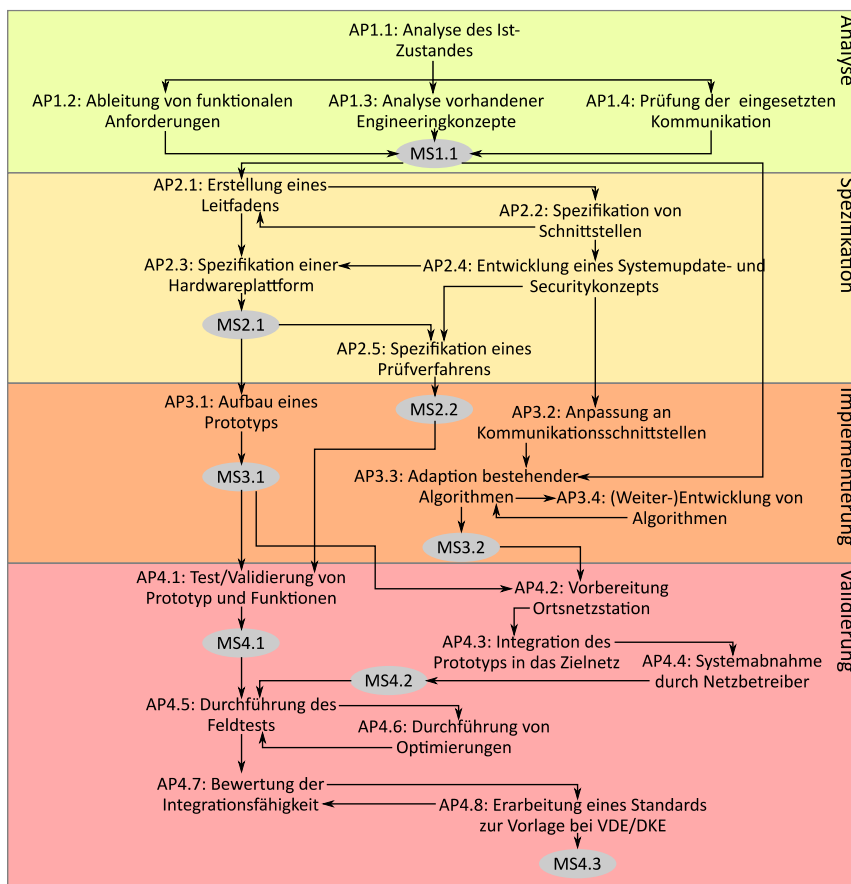 Analyse
AP1.1: Analyse des Ist-
Zustandes
AP1.2: Ableitung von funktionalen
Anforderungen
AP1.3: Analyse vorhandener
Engineeringkonzepte
AP1.4: Prüfung der eingesetzten
Kommunikation
MS1.1
Spezifikation
AP2.1: Erstellung eines
Leitfadens
AP2.2: Spezifikation von
Schnittstellen
AP2.3: Spezifikation einer
Hardwareplattform
AP2.4: Entwicklung eines Systemupdate- und
Securitykonzepts
MS2.1
AP2.5: Spezifikation eines
Prüfverfahrens
Implementierung
AP3.1: Aufbau eines
Prototyps
MS2.2
AP3.2: Anpassung an
Kommunikationsschnittstellen
MS3.1
AP3.3: Adaption bestehender
Algorithmen
AP3.4: (Weiter-)Entwicklung von
Algorithmen
MS3.2
Validierung
AP4.1: Test/Validierung von
Prototyp und Funktionen
AP4.2: Vorbereitung
Ortsnetzstation
MS4.1
AP4.3: Integration des
Prototyps in das Zielnetz
AP4.4: Systemabnahme
durch Netzbetreiber
MS4.2
AP4.5: Durchführung des
Feldtests
AP4.6: Durchführung von
Optimierungen
AP4.7: Bewertung der
Integrationsfähigkeit
AP4.8: Erarbeitung eines Standards
zur Vorlage bei VDE/DKE
MS4.3